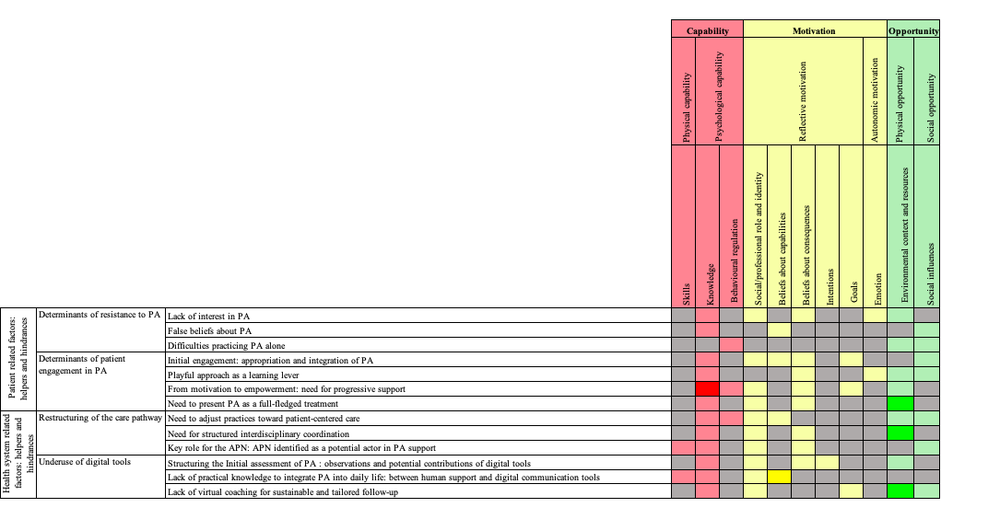 Capability Motivation Opportunity
Physical capability
Psychological capability
Reflective motivation
Autonomic motivation
Physical opportunity
Social opportunity
Skills
Knowledge
Behavioural regulation
Social/professional role and identity
Beliefs about capabilities
Beliefs about consequences
Intentions
Goals
Emotion
Environmental context and resources
Social influences
Patient related factors:
helpers and hindrances
Determinants of resistance to PA
Lack of interest in PA
False beliefs about PA
Difficulties practicing PA alone
Determinants of patient
engagement in PA
Initial engagement: appropriation and integration of PA
Playful approach as a learning lever
From motivation to empowerment: need for progressive support
Need to present PA as a full-fledged treatment
Health system related
factors: helpers and
hindrances
Restructuring of the care pathway
Need to adjust practices toward patient-centered care
Need for structured interdisciplinary coordination
Key role for the APN: APN identified as a potential actor in PA support
Underuse of digital tools
Structuring the Initial assessment of PA : observations and potential contributions of digital tools
Lack of practical knowledge to integrate PA into daily life: between human support and digital communication tools
Lack of virtual coaching for sustainable and tailored follow-up